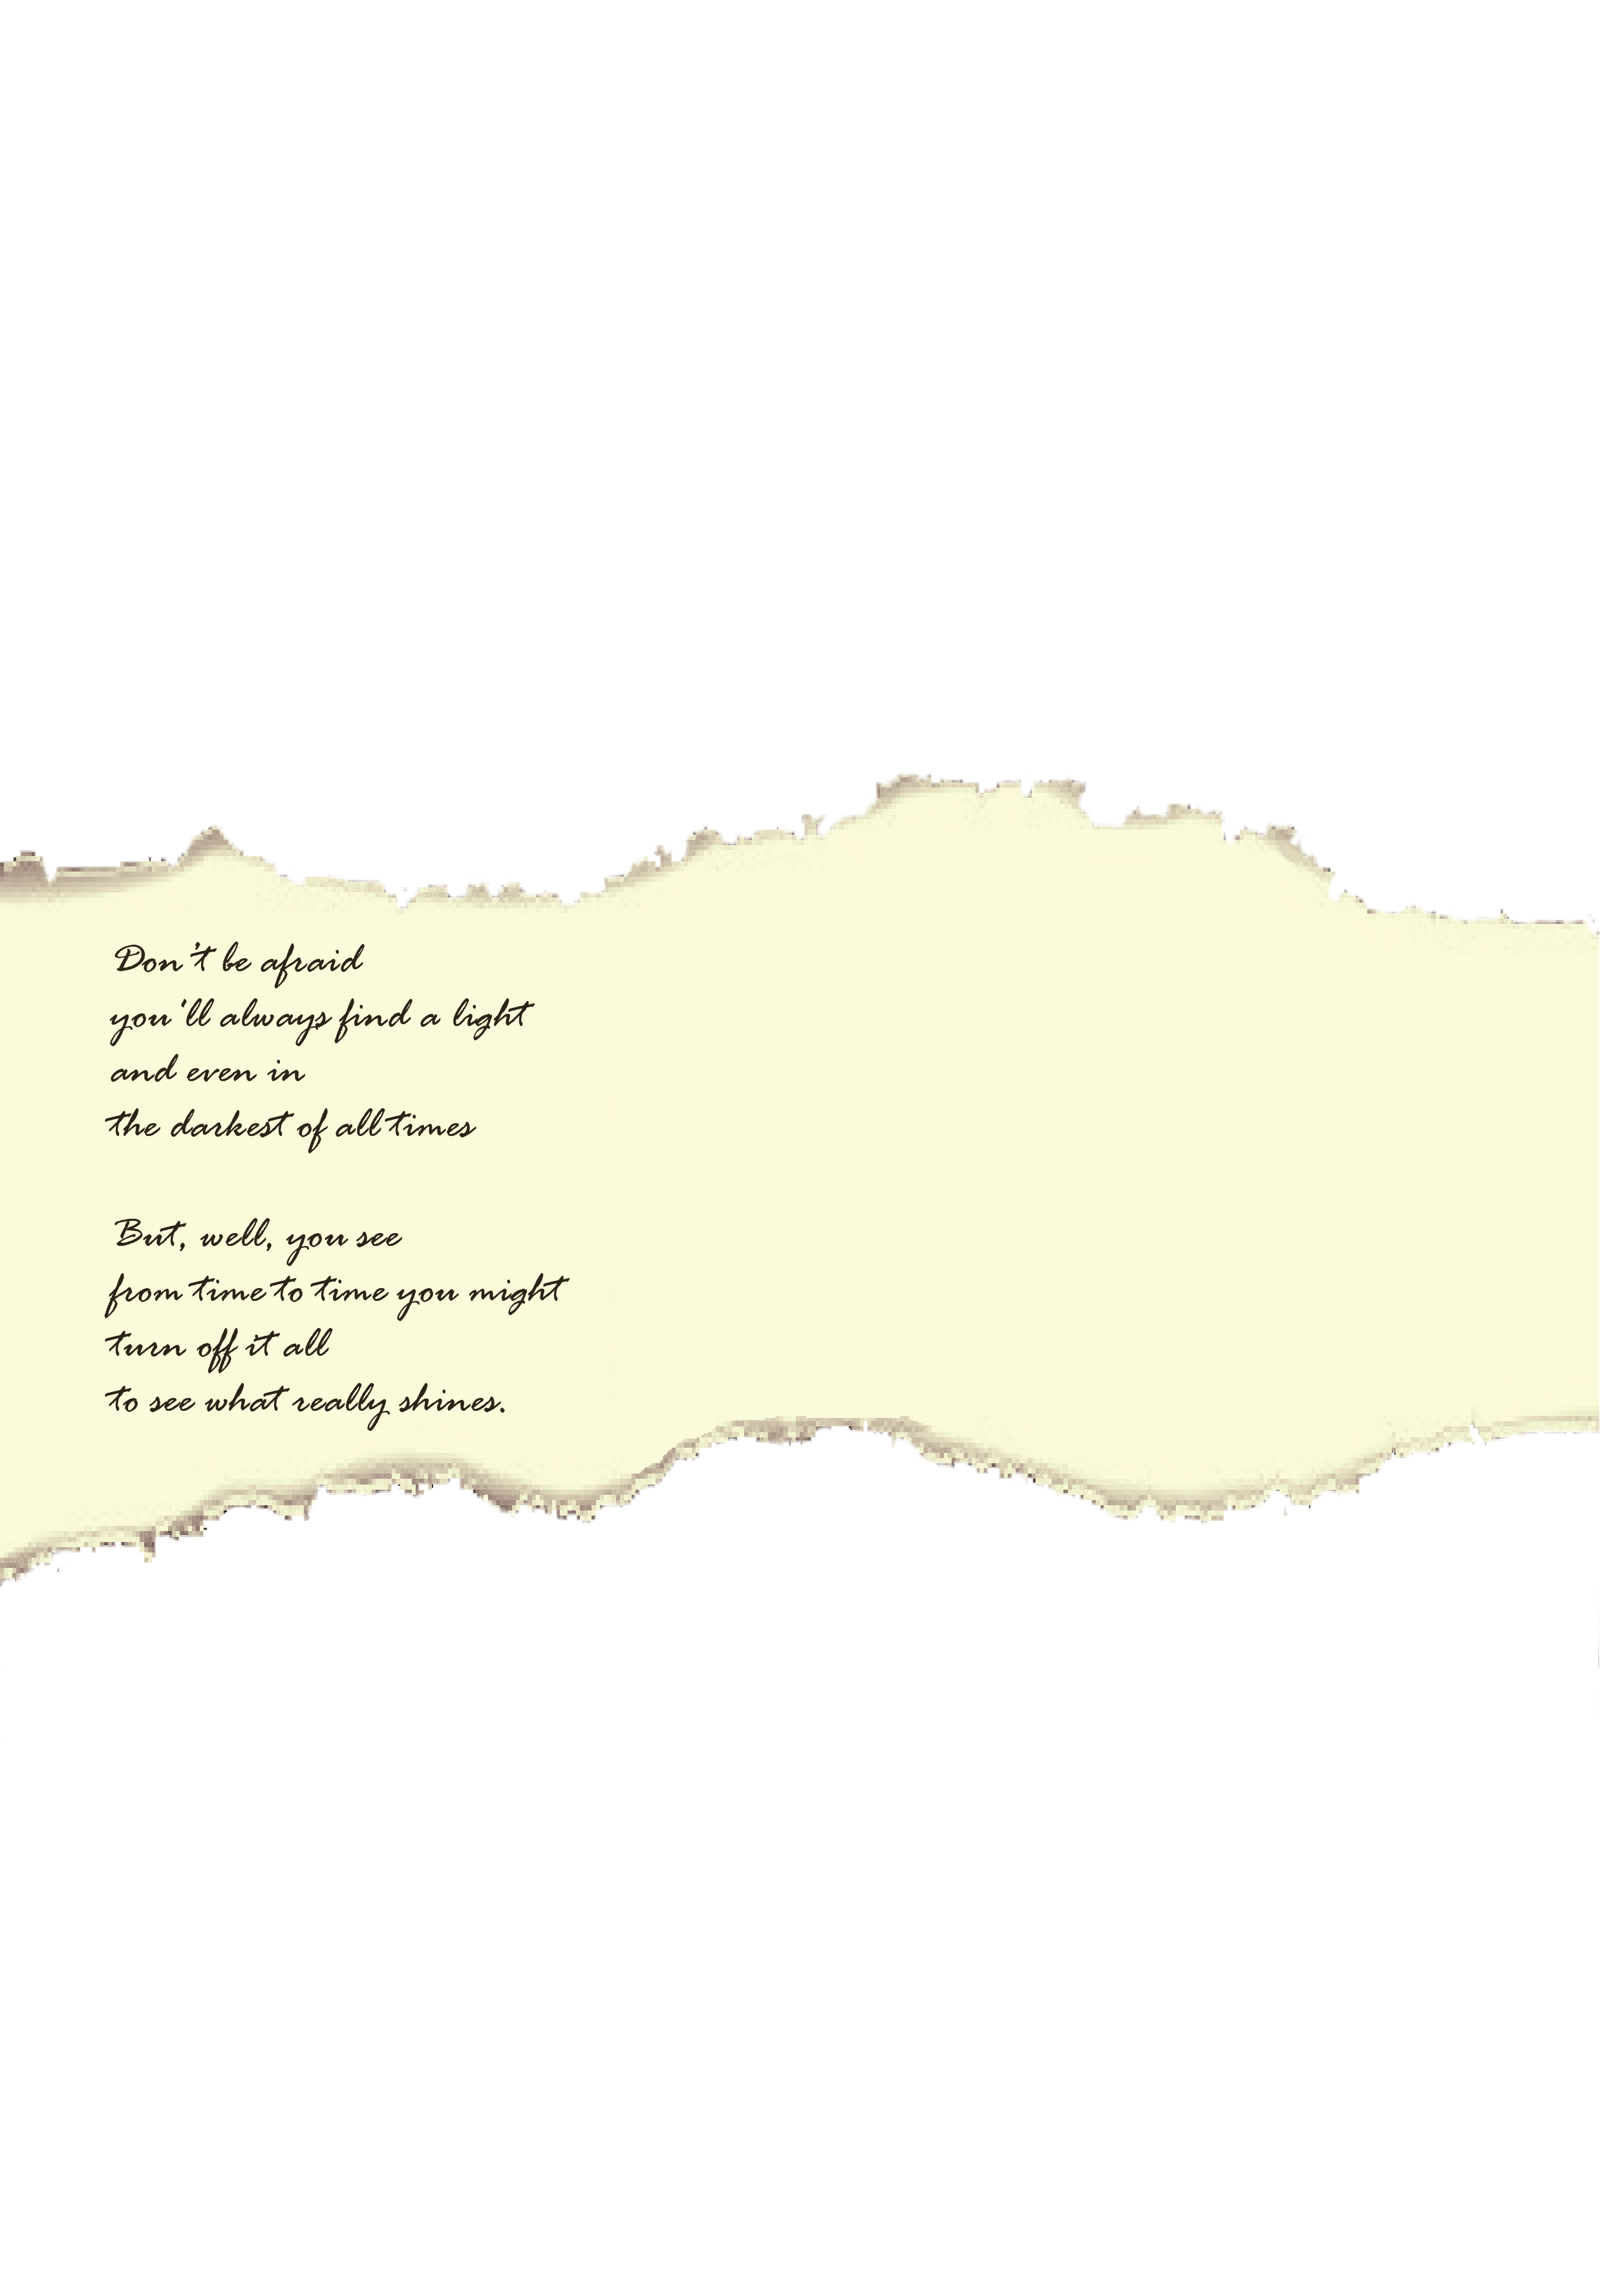 Don't be afraid
you'll always find a light
and even in
the darkest of all times
But, well, you see
from time to time you might
turn off it all
to see what really shines.